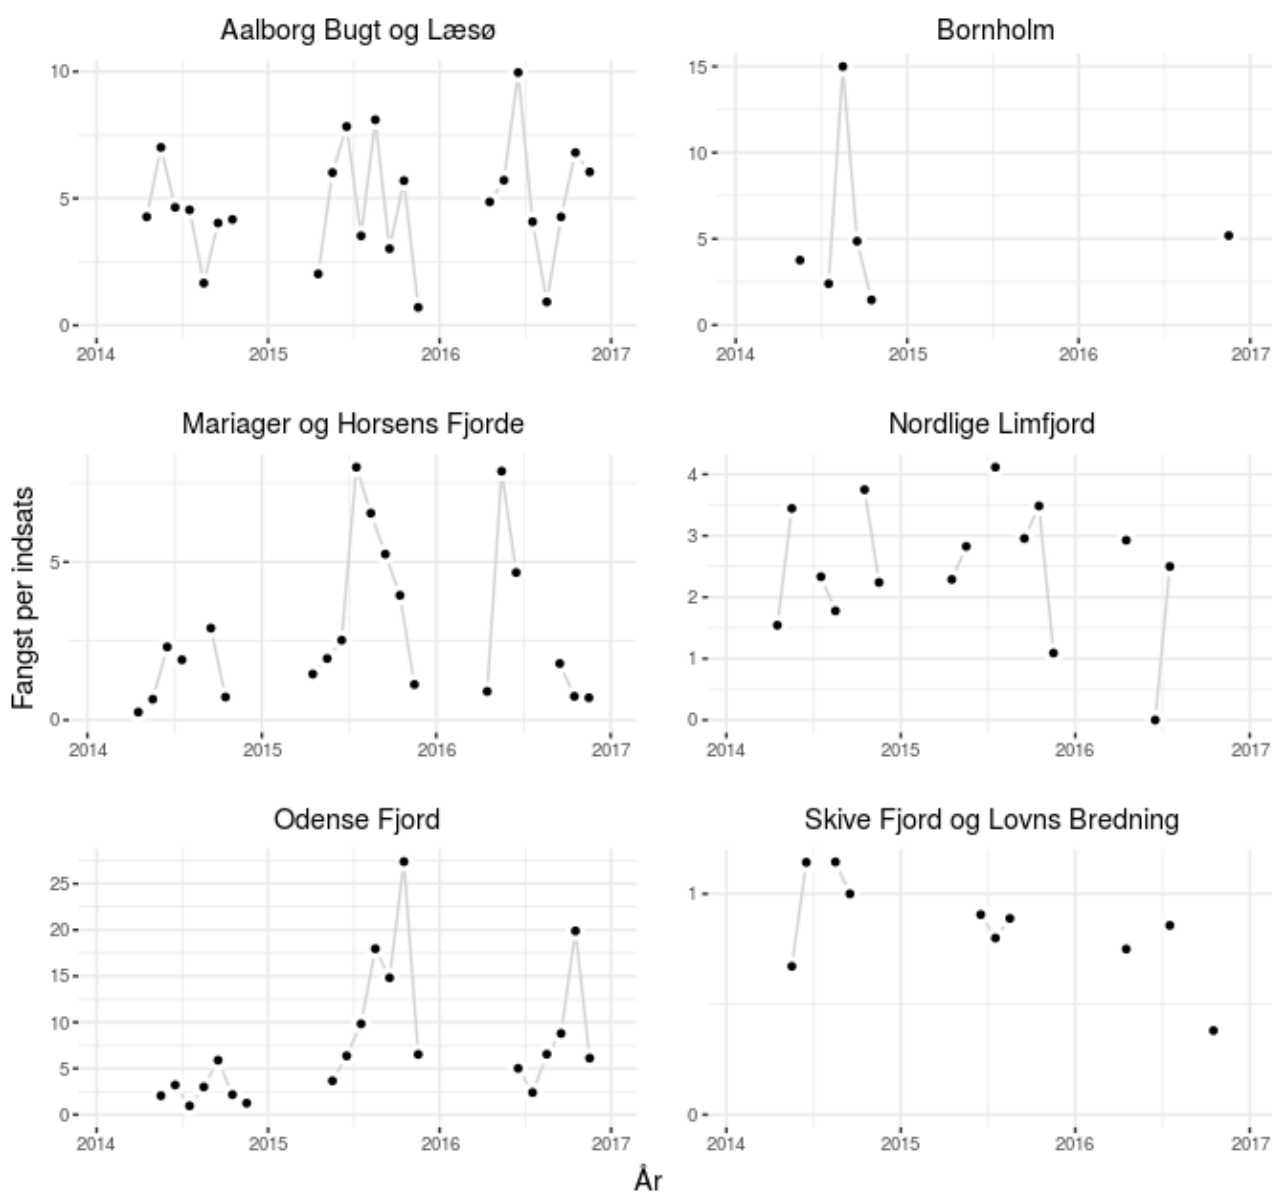 Aalborg Bugt og Læsø
Bornholm
10
5
0
2014 2015 2016 2017
15
10
5
0
2014 2015 2016 2017
Mariager og Horsens Fjorde
Nordlige Limfjord
Fangst per indsats
5
0
2014 2015 2016 2017
4
3
2
1
0
2014 2015 2016 2017
Odense Fjord
Skive Fjord og Lovns Bredning
25
20
15
10
5
0
2014 2015 2016 2017
1
0
2014 2015 2016 2017
År